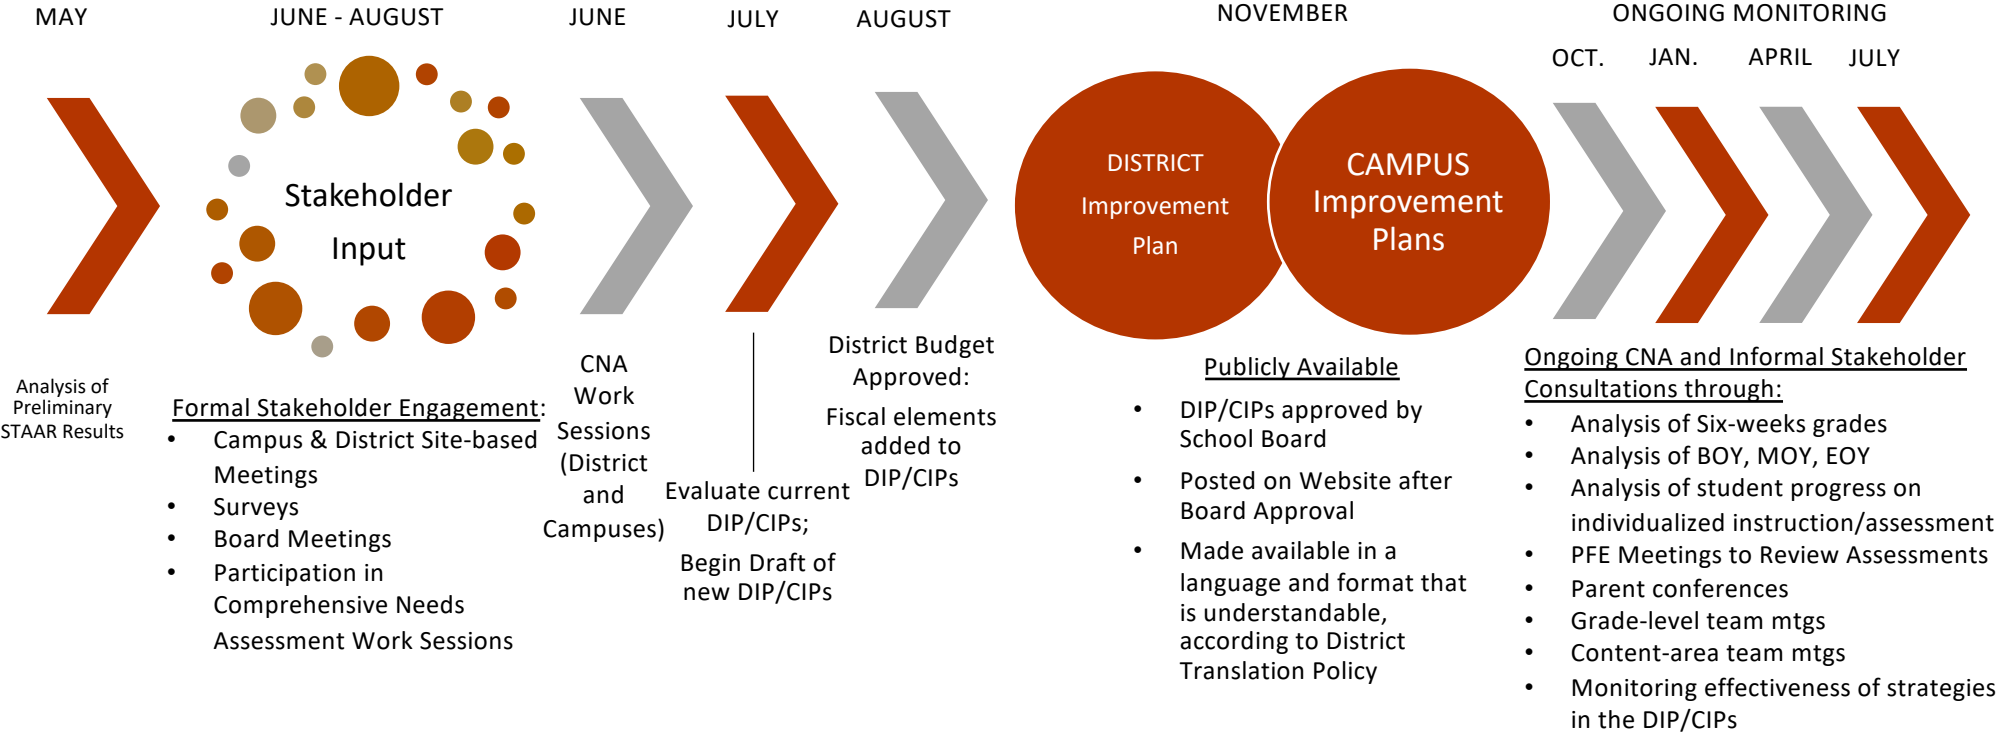 MAY
Analysis of
Preliminary
STAAR Results
JUNE - AUGUST
Stakeholder
Input
Formal Stakeholder Engagement:
• Campus & District Site-based
Meetings
• Surveys
• Board Meetings
• Participation in
Comprehensive Needs
Assessment Work Sessions
JUNE
CNA
Work
Sessions
(District
and
Campuses)
JULY
Evaluate current
DIP/CIPs;
Begin Draft of
new DIP/CIPs
AUGUST
District Budget
Approved:
Fiscal elements
added to
DIP/CIPs
NOVEMBER
DISTRICT
Improvement
Plan
CAMPUS
Improvement
Plans
Publicly Available
• DIP/CIPs approved by
School Board
• Posted on Website after
Board Approval
• Made available in a
language and format that
is understandable,
according to District
Translation Policy
ONGOING MONITORING
OCT. JAN. APRIL JULY
Ongoing CNA and Informal Stakeholder
Consultations through:
• Analysis of Six-weeks grades
• Analysis of BOY, MOY, EOY
• Analysis of student progress on
individualized instruction/assessment
• PFE Meetings to Review Assessments
• Parent conferences
• Grade-level team mtgs
• Content-area team mtgs
• Monitoring effectiveness of strategies
in the DIP/CIPs